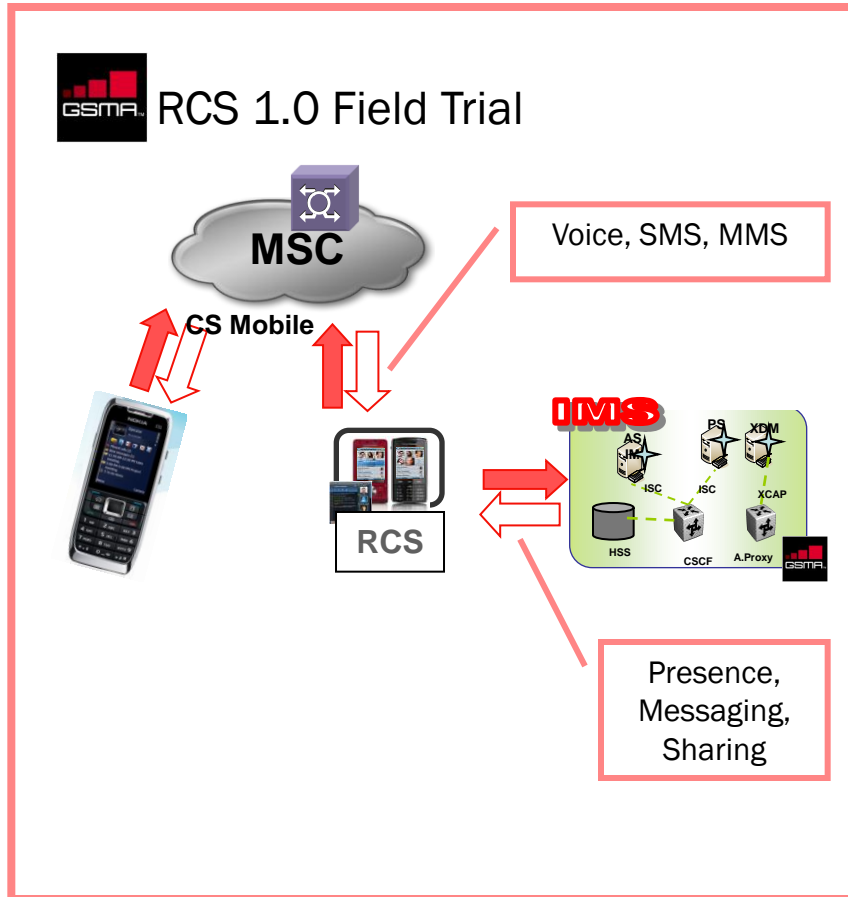 GSMA
RCS 1.0 Field Trial
MSC
Voice, SMS, MMS
CS Mobile
NOKIA
IMS
AS
IM
PS
XDM
ISC
ISC
XCAP
HSS
CSCF
A.Proxy
GSMA
RCS
Presence,
Messaging,
Sharing